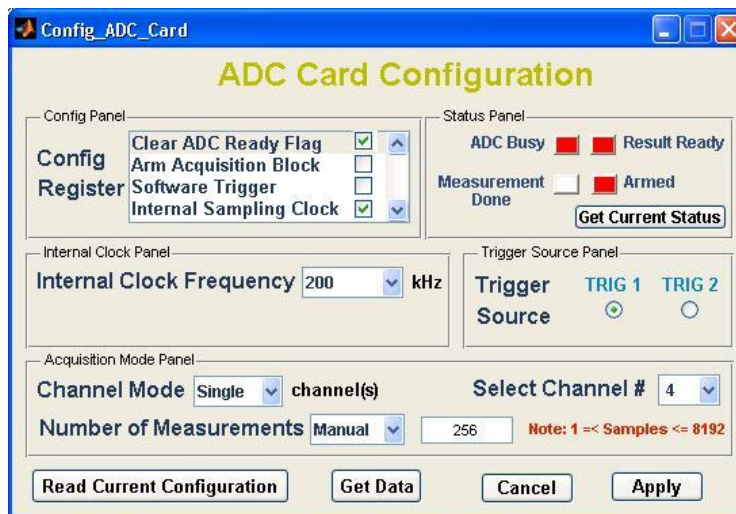 Config_ADC_Card
ADC Card Configuration
Config Panel
Config Register
Clear ADC Ready Flag
Arm Acquisition Block
Software Trigger
Internal Sampling Clock
Status Panel
ADC Busy
Result Ready
Measurement Done
Armed
Get Current Status
Internal Clock Panel
Internal Clock Frequency 200 kHz
Trigger Source Panel
Trigger Source
TRIG 1 TRIG 2
Acquisition Mode Panel
Channel Mode Single channel(s)
Select Channel # 4
Number of Measurements Manual 256 Note: 1 =< Samples <= 8192
Read Current Configuration
Get Data
Cancel
Apply